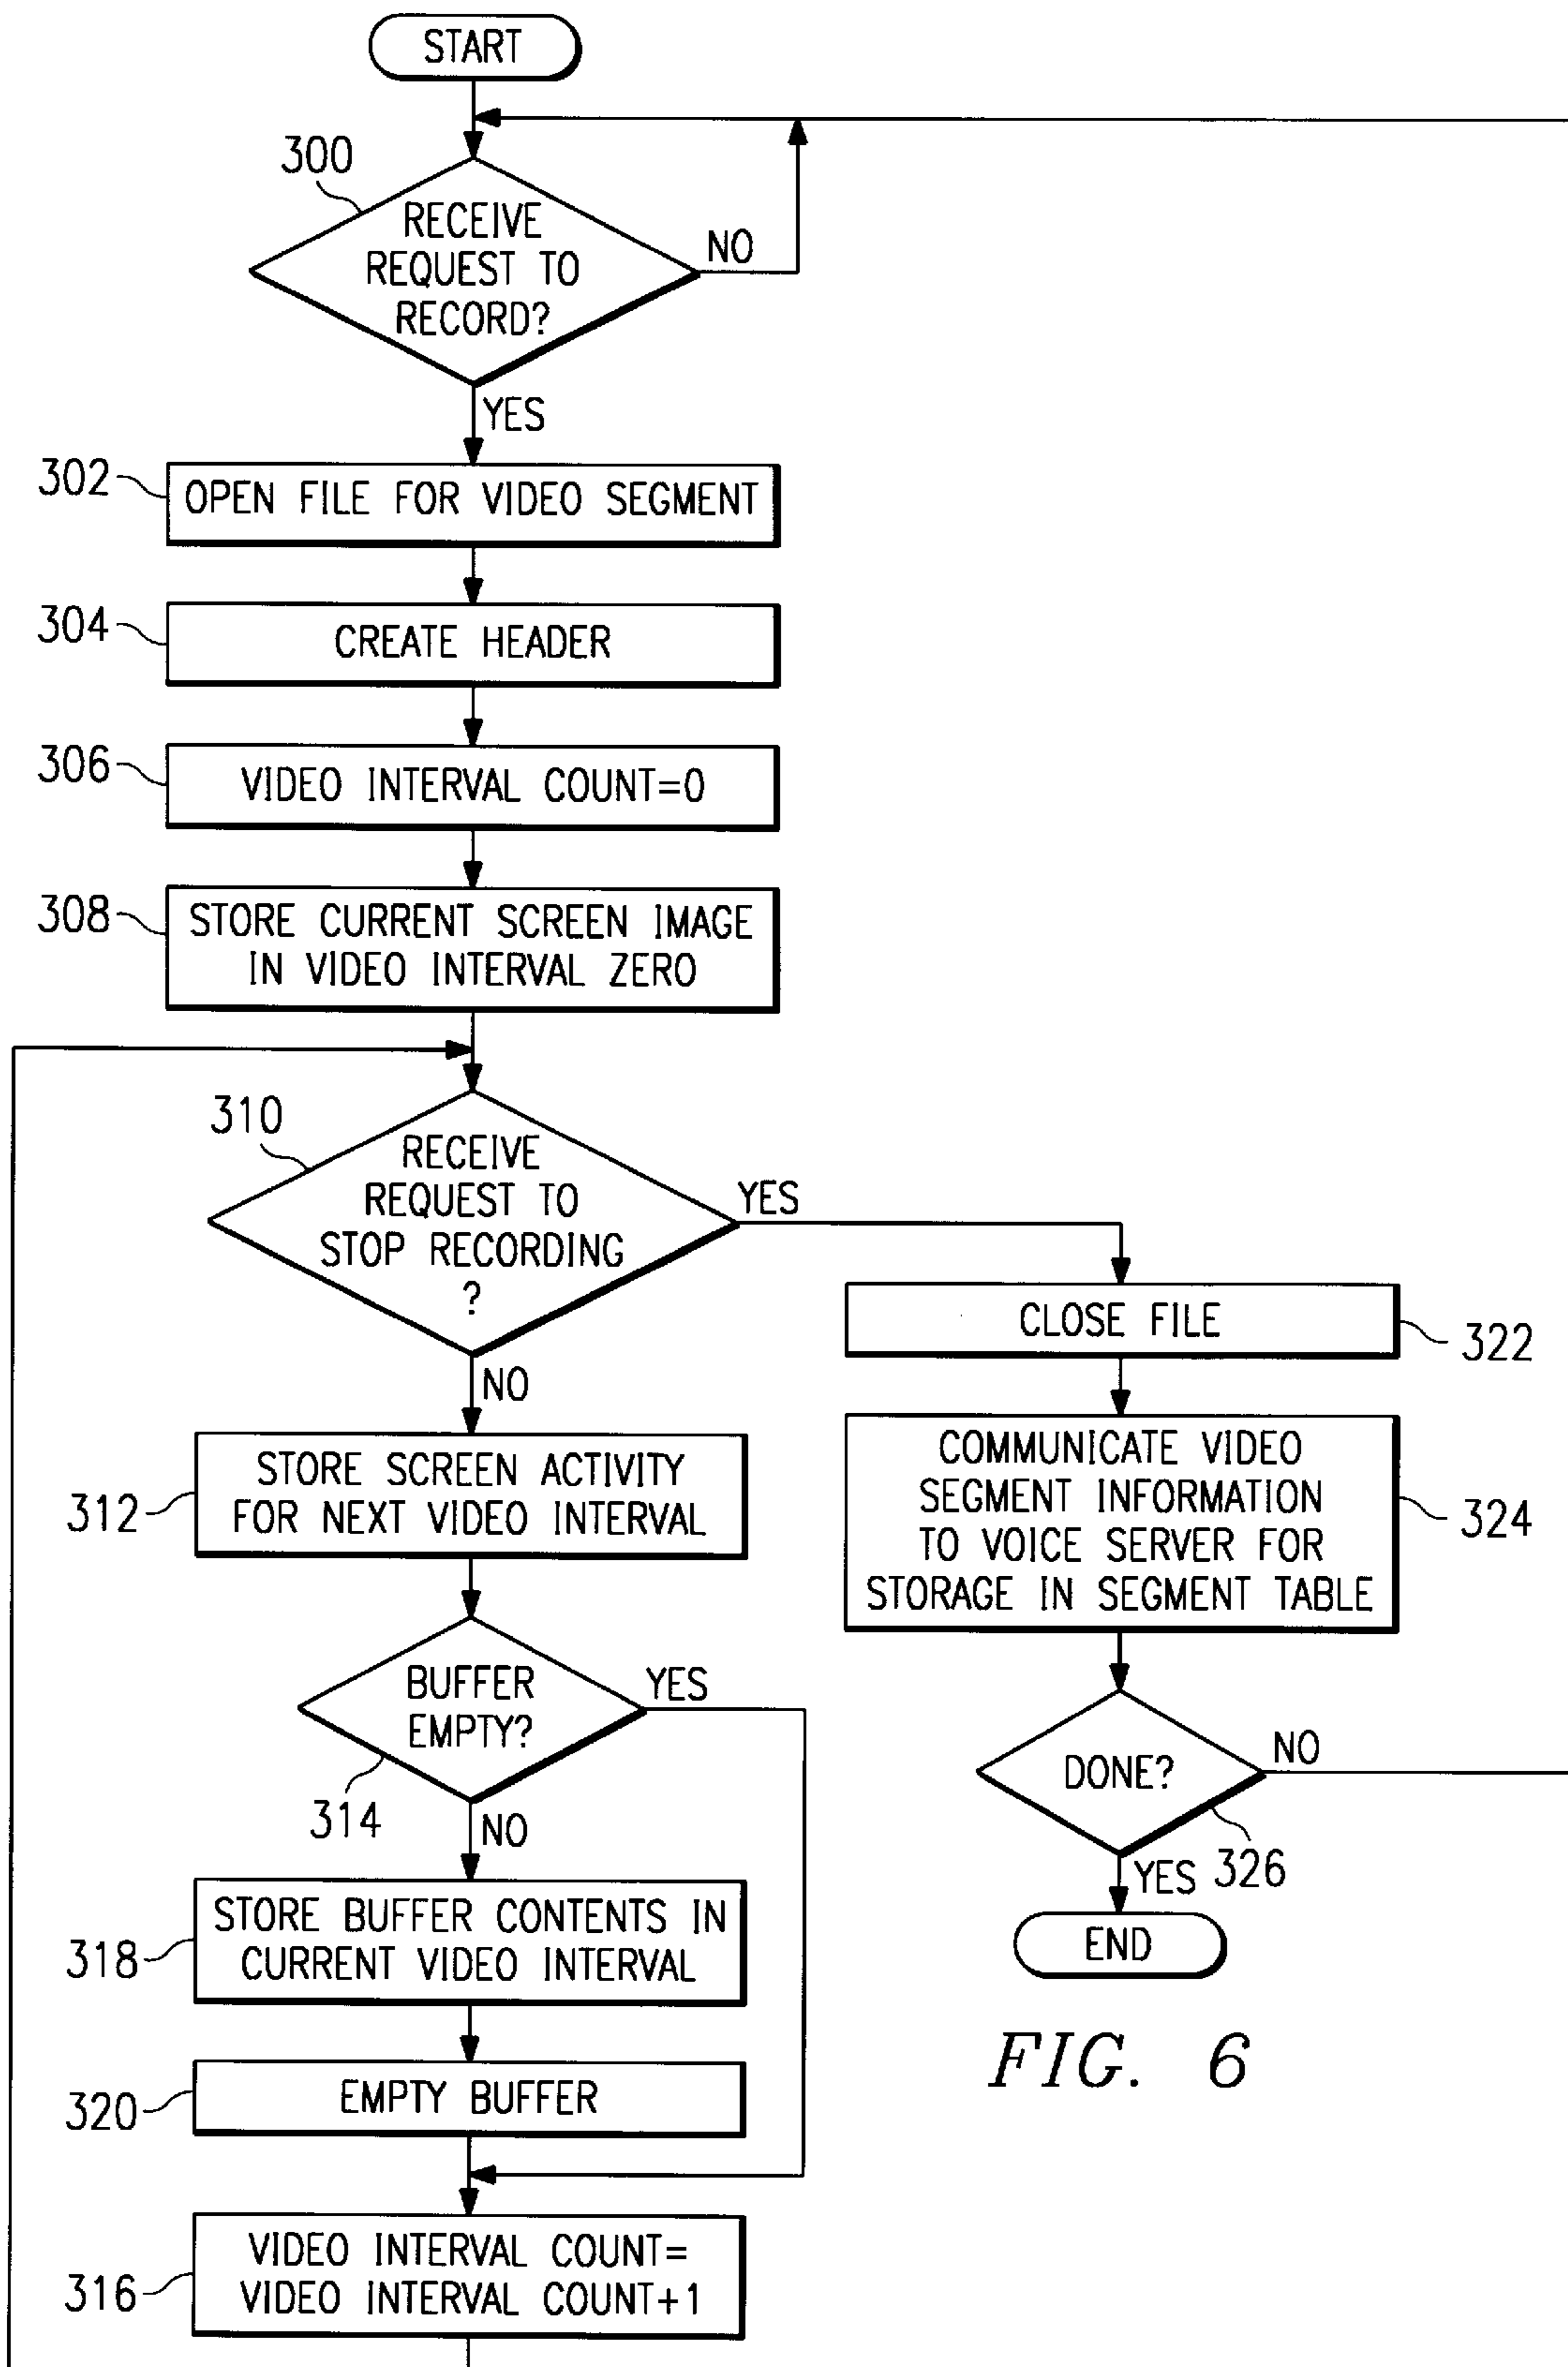 START
300
RECEIVE
REQUEST TO
RECORD?
NO
YES
302
OPEN FILE FOR VIDEO SEGMENT
304
CREATE HEADER
306
VIDEO INTERVAL COUNT=0
308
STORE CURRENT SCREEN IMAGE
IN VIDEO INTERVAL ZERO
310
RECEIVE
REQUEST TO
STOP RECORDING
?
YES
NO
312
STORE SCREEN ACTIVITY
FOR NEXT VIDEO INTERVAL
BUFFER
EMPTY?
YES
314
NO
318
STORE BUFFER CONTENTS IN
CURRENT VIDEO INTERVAL
320
EMPTY BUFFER
316
VIDEO INTERVAL COUNT=
VIDEO INTERVAL COUNT+1
CLOSE FILE
322
COMMUNICATE VIDEO
SEGMENT INFORMATION
TO VOICE SERVER FOR
STORAGE IN SEGMENT TABLE
324
DONE?
NO
326
YES
END
FIG. 6